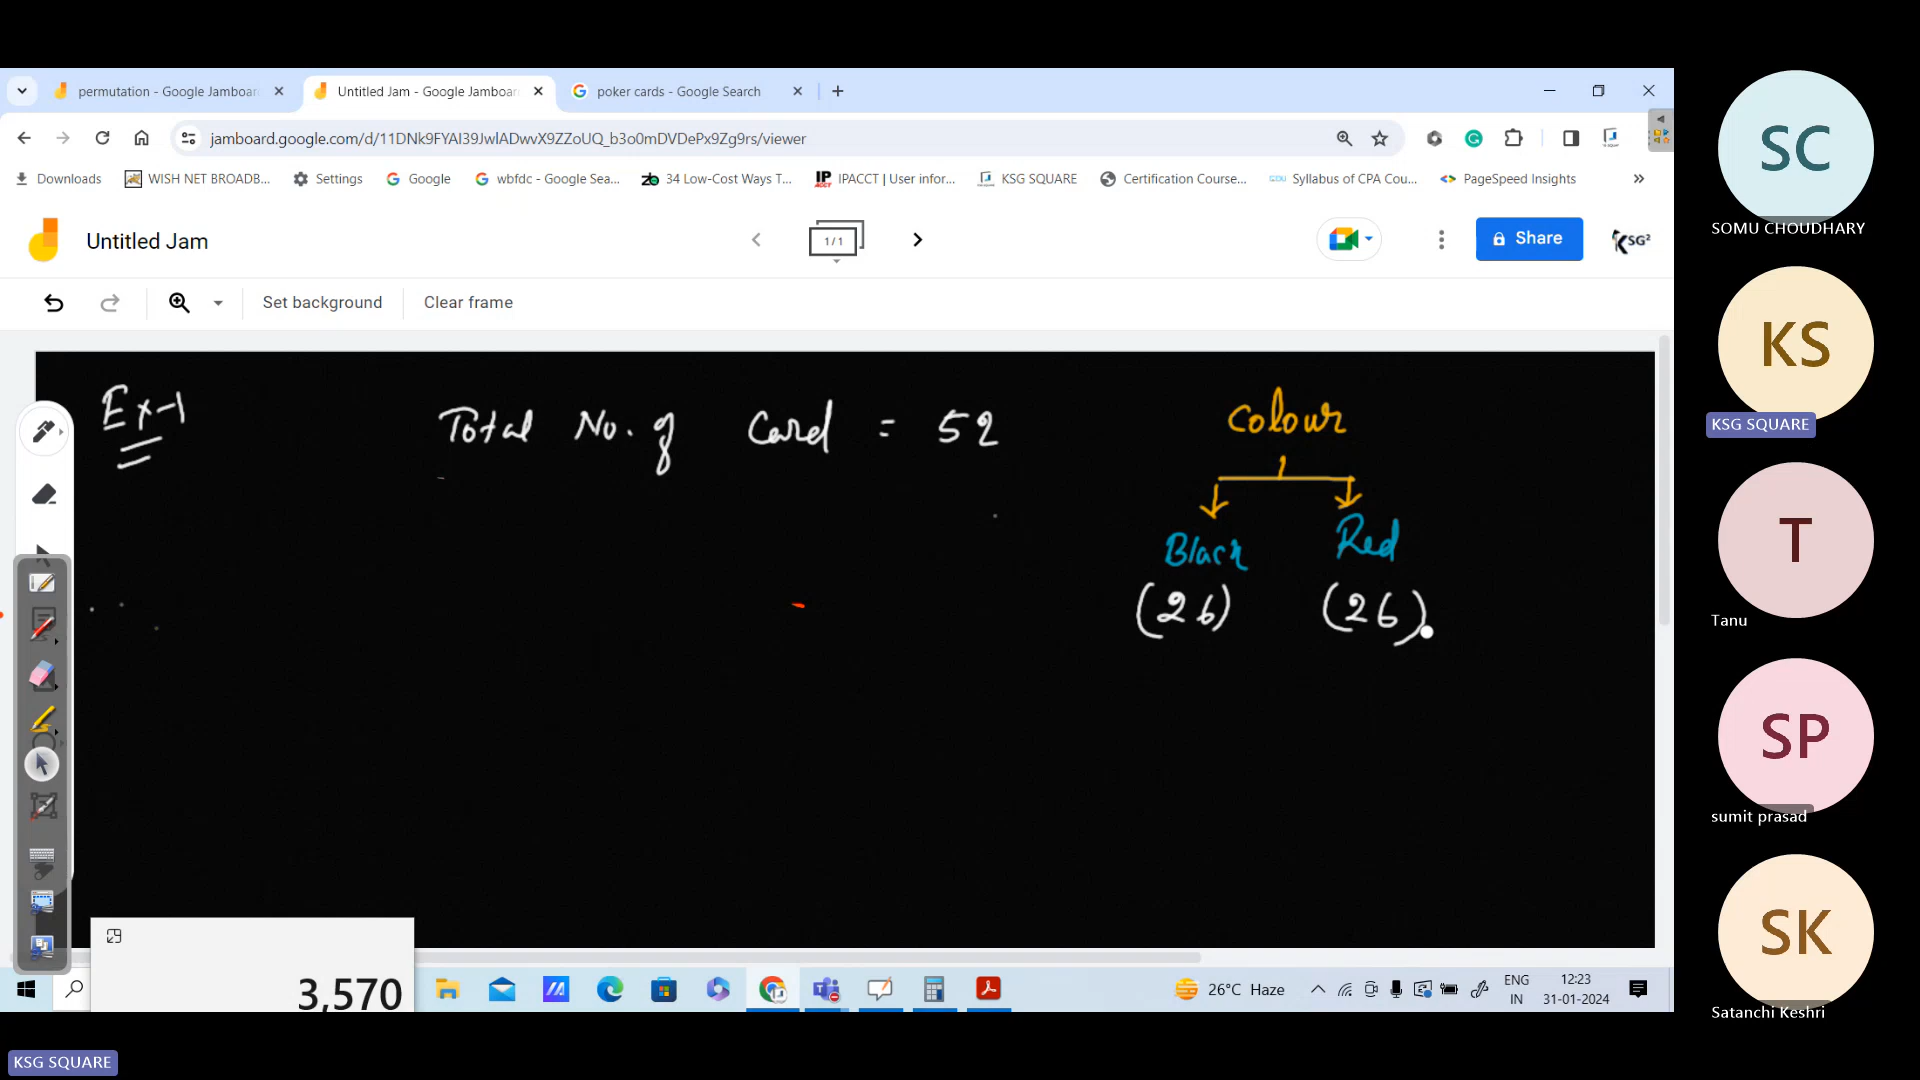 permutation - Google Jamboar
Untitled Jam - Google Jamboar
poker cards - Google Search
jamboard.google.com/d/11DNk9FYAI39JwlADwvX9ZZoUQ_b3o0mDVDePx9Zg9rs/viewer
Downloads
WISH NET BROADB...
Settings
Google
wbfdc - Google Sea...
34 Low-Cost Ways T...
IPACCT | User infor...
KSG SQUARE
Certification Course...
Syllabus of CPA Cou...
PageSpeed Insights
Untitled Jam
1/1
Share
KSG²
Set background
Clear frame
Ex-1
Total No. of Card = 52
Colour
Black Red
(26) (26)
3,570
26°C Haze
ENG
IN
12:23
31-01-2024
SC
SOMU CHOUDHARY
KS
KSG SQUARE
T
Tanu
SP
sumit prasad
SK
Satanchi Keshri
KSG SQUARE